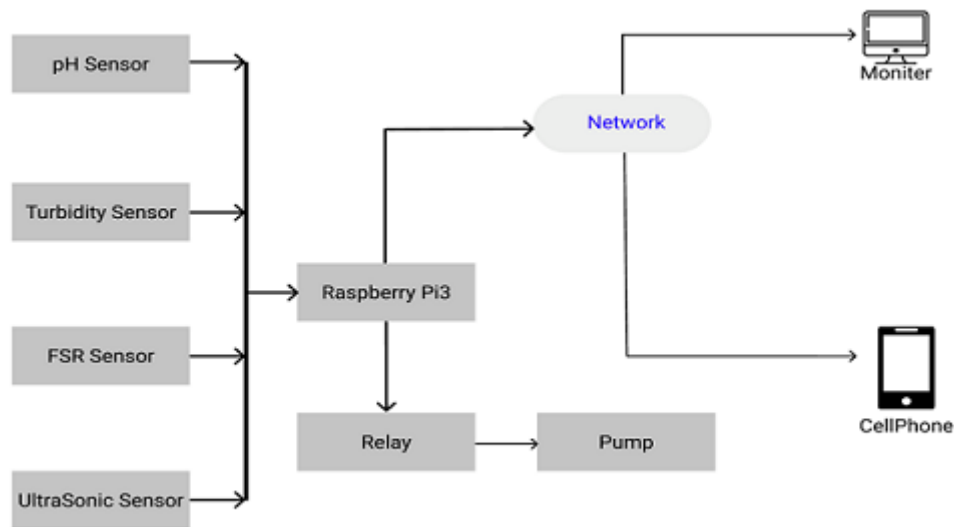 pH Sensor
Moniter
Network
Turbidity Sensor
Raspberry Pi3
FSR Sensor
CellPhone
Relay
Pump
UltraSonic Sensor